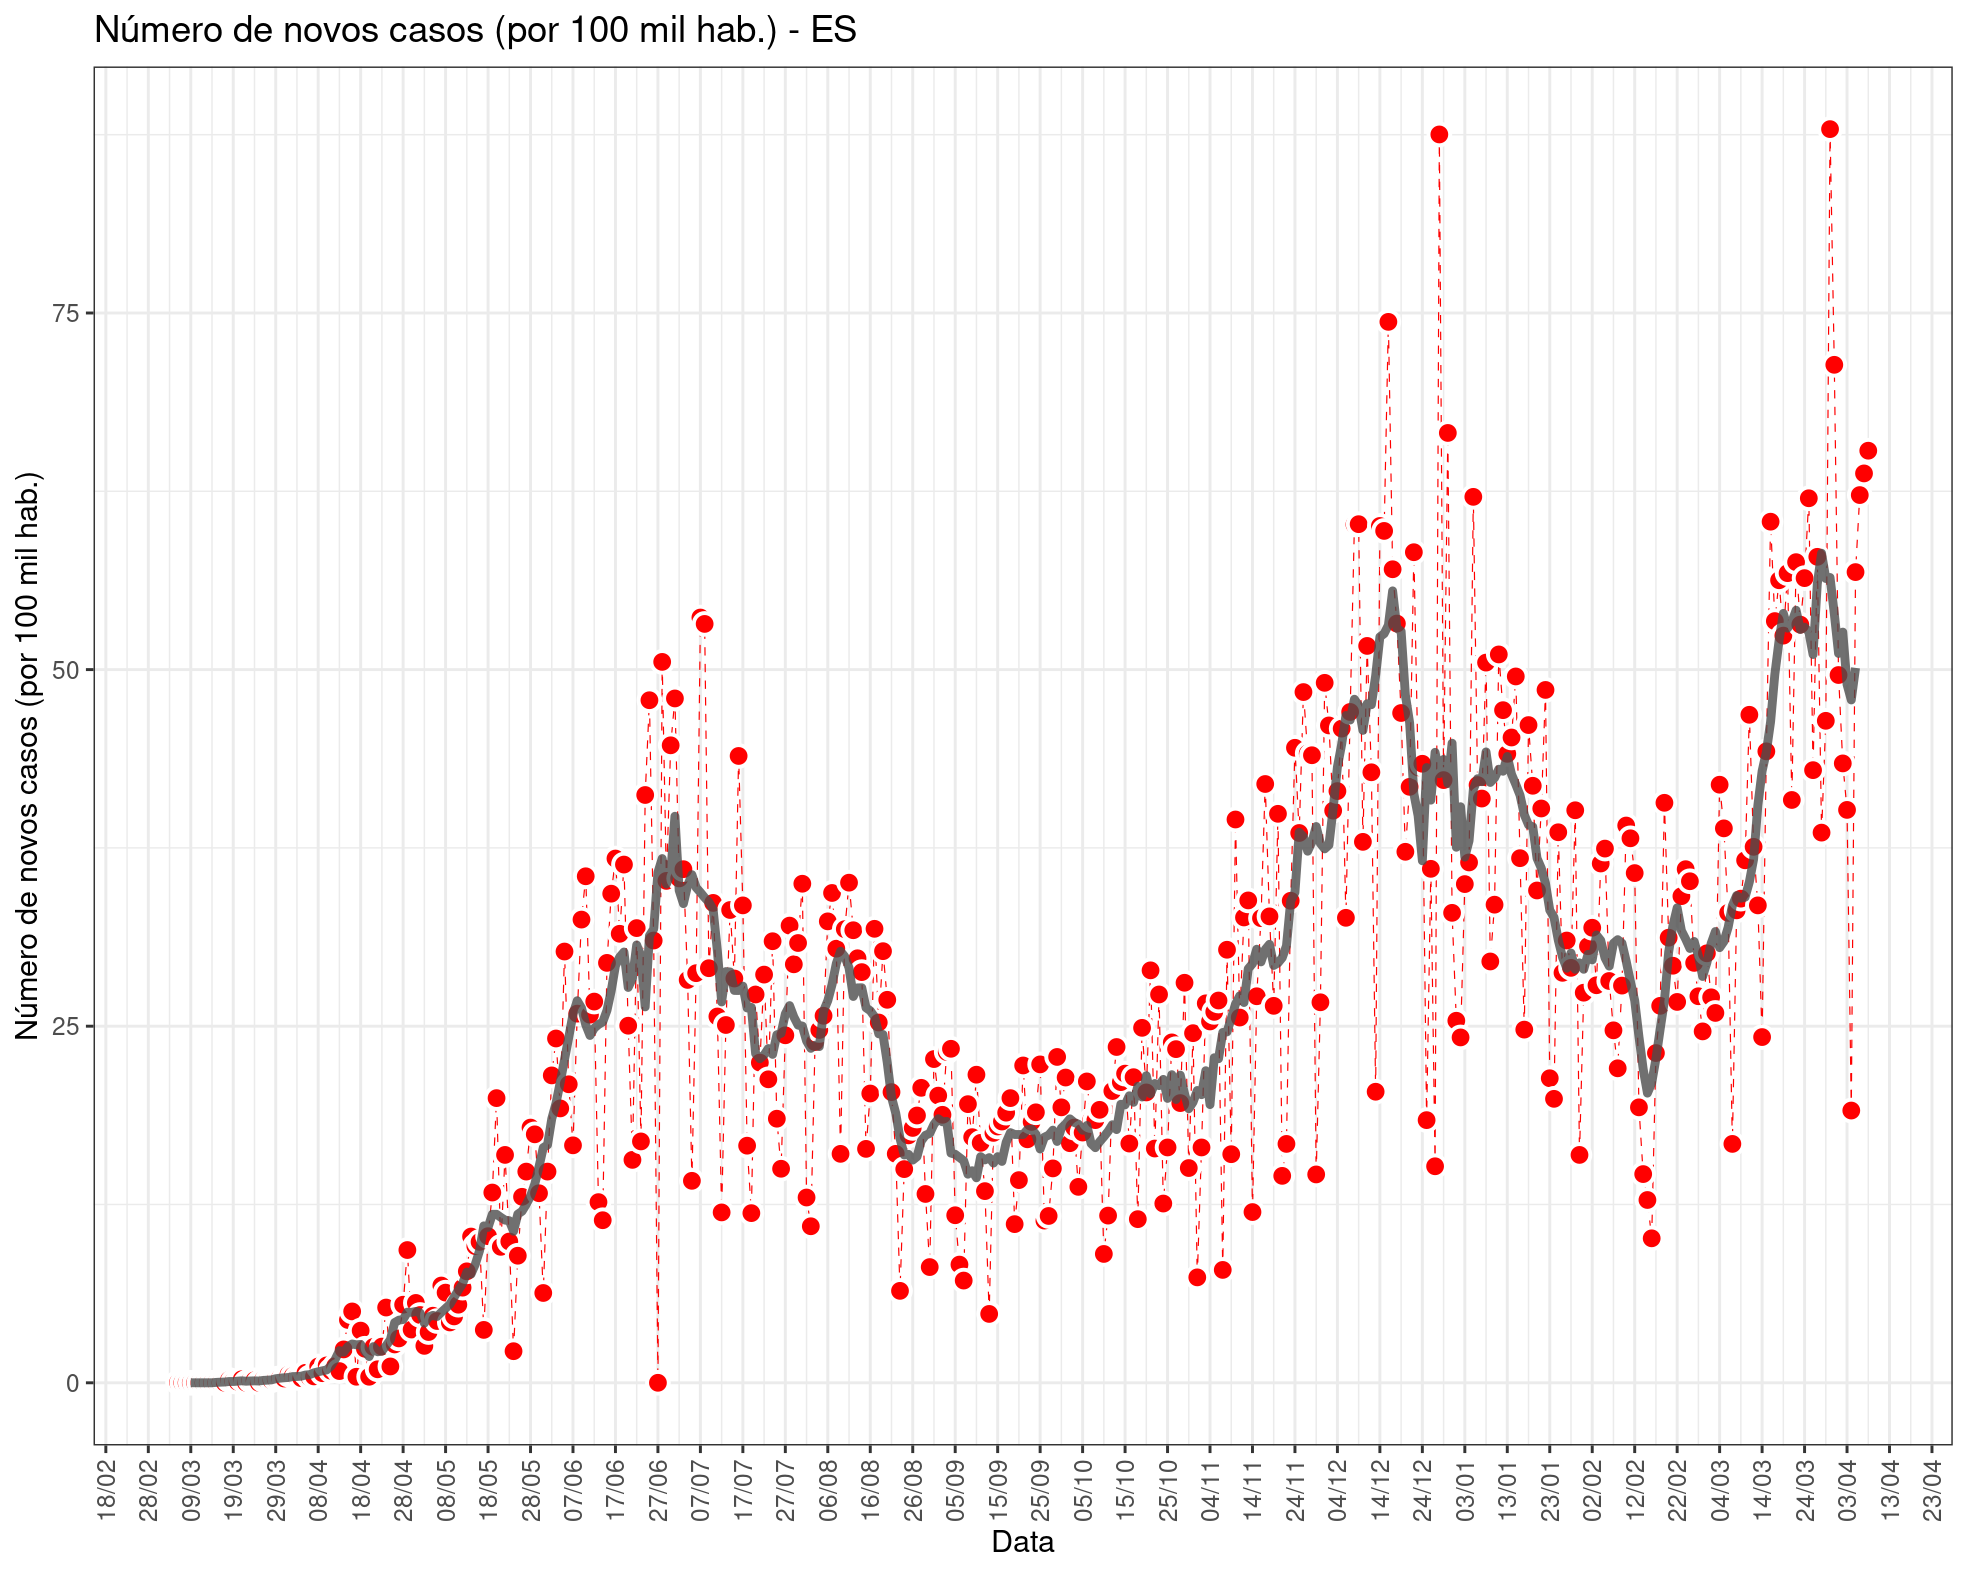 Número de novos casos (por 100 mil hab.) - ES
Número de novos casos (por 100 mil hab.)
75
50
25
0
18/02 28/02 09/03 19/03 29/03 08/04 18/04 28/04 08/05 18/05 28/05 07/06 17/06 27/06 07/07 17/07 27/07 06/08 16/08 26/08 05/09 15/09 25/09 05/10 15/10 25/10 04/11 14/11 24/11 04/12 14/12 24/12 03/01 13/01 23/01 02/02 12/02 22/02 04/03 14/03 24/03 03/04 13/04 23/04
Data